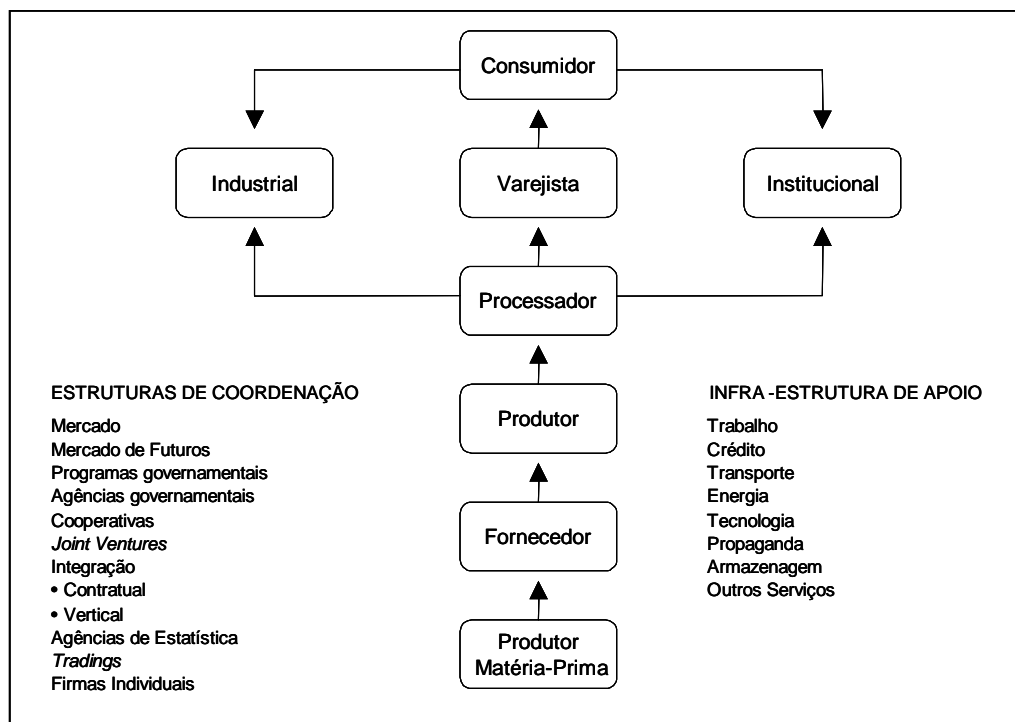 Consumidor
Industrial
Varejista
Institucional
Processador
ESTRUTURAS DE COORDENAÇÃO
Mercado
Mercado de Futuros
Programas governamentais
Agências governamentais
Cooperativas
Joint Ventures
Integração
• Contratual
• Vertical
Agências de Estatística
Tradings
Firmas Individuais
Produtor
Fornecedor
Produtor
Matéria-Prima
INFRA -ESTRUTURA DE APOIO
Trabalho
Crédito
Transporte
Energia
Tecnologia
Propaganda
Armazenagem
Outros Serviços